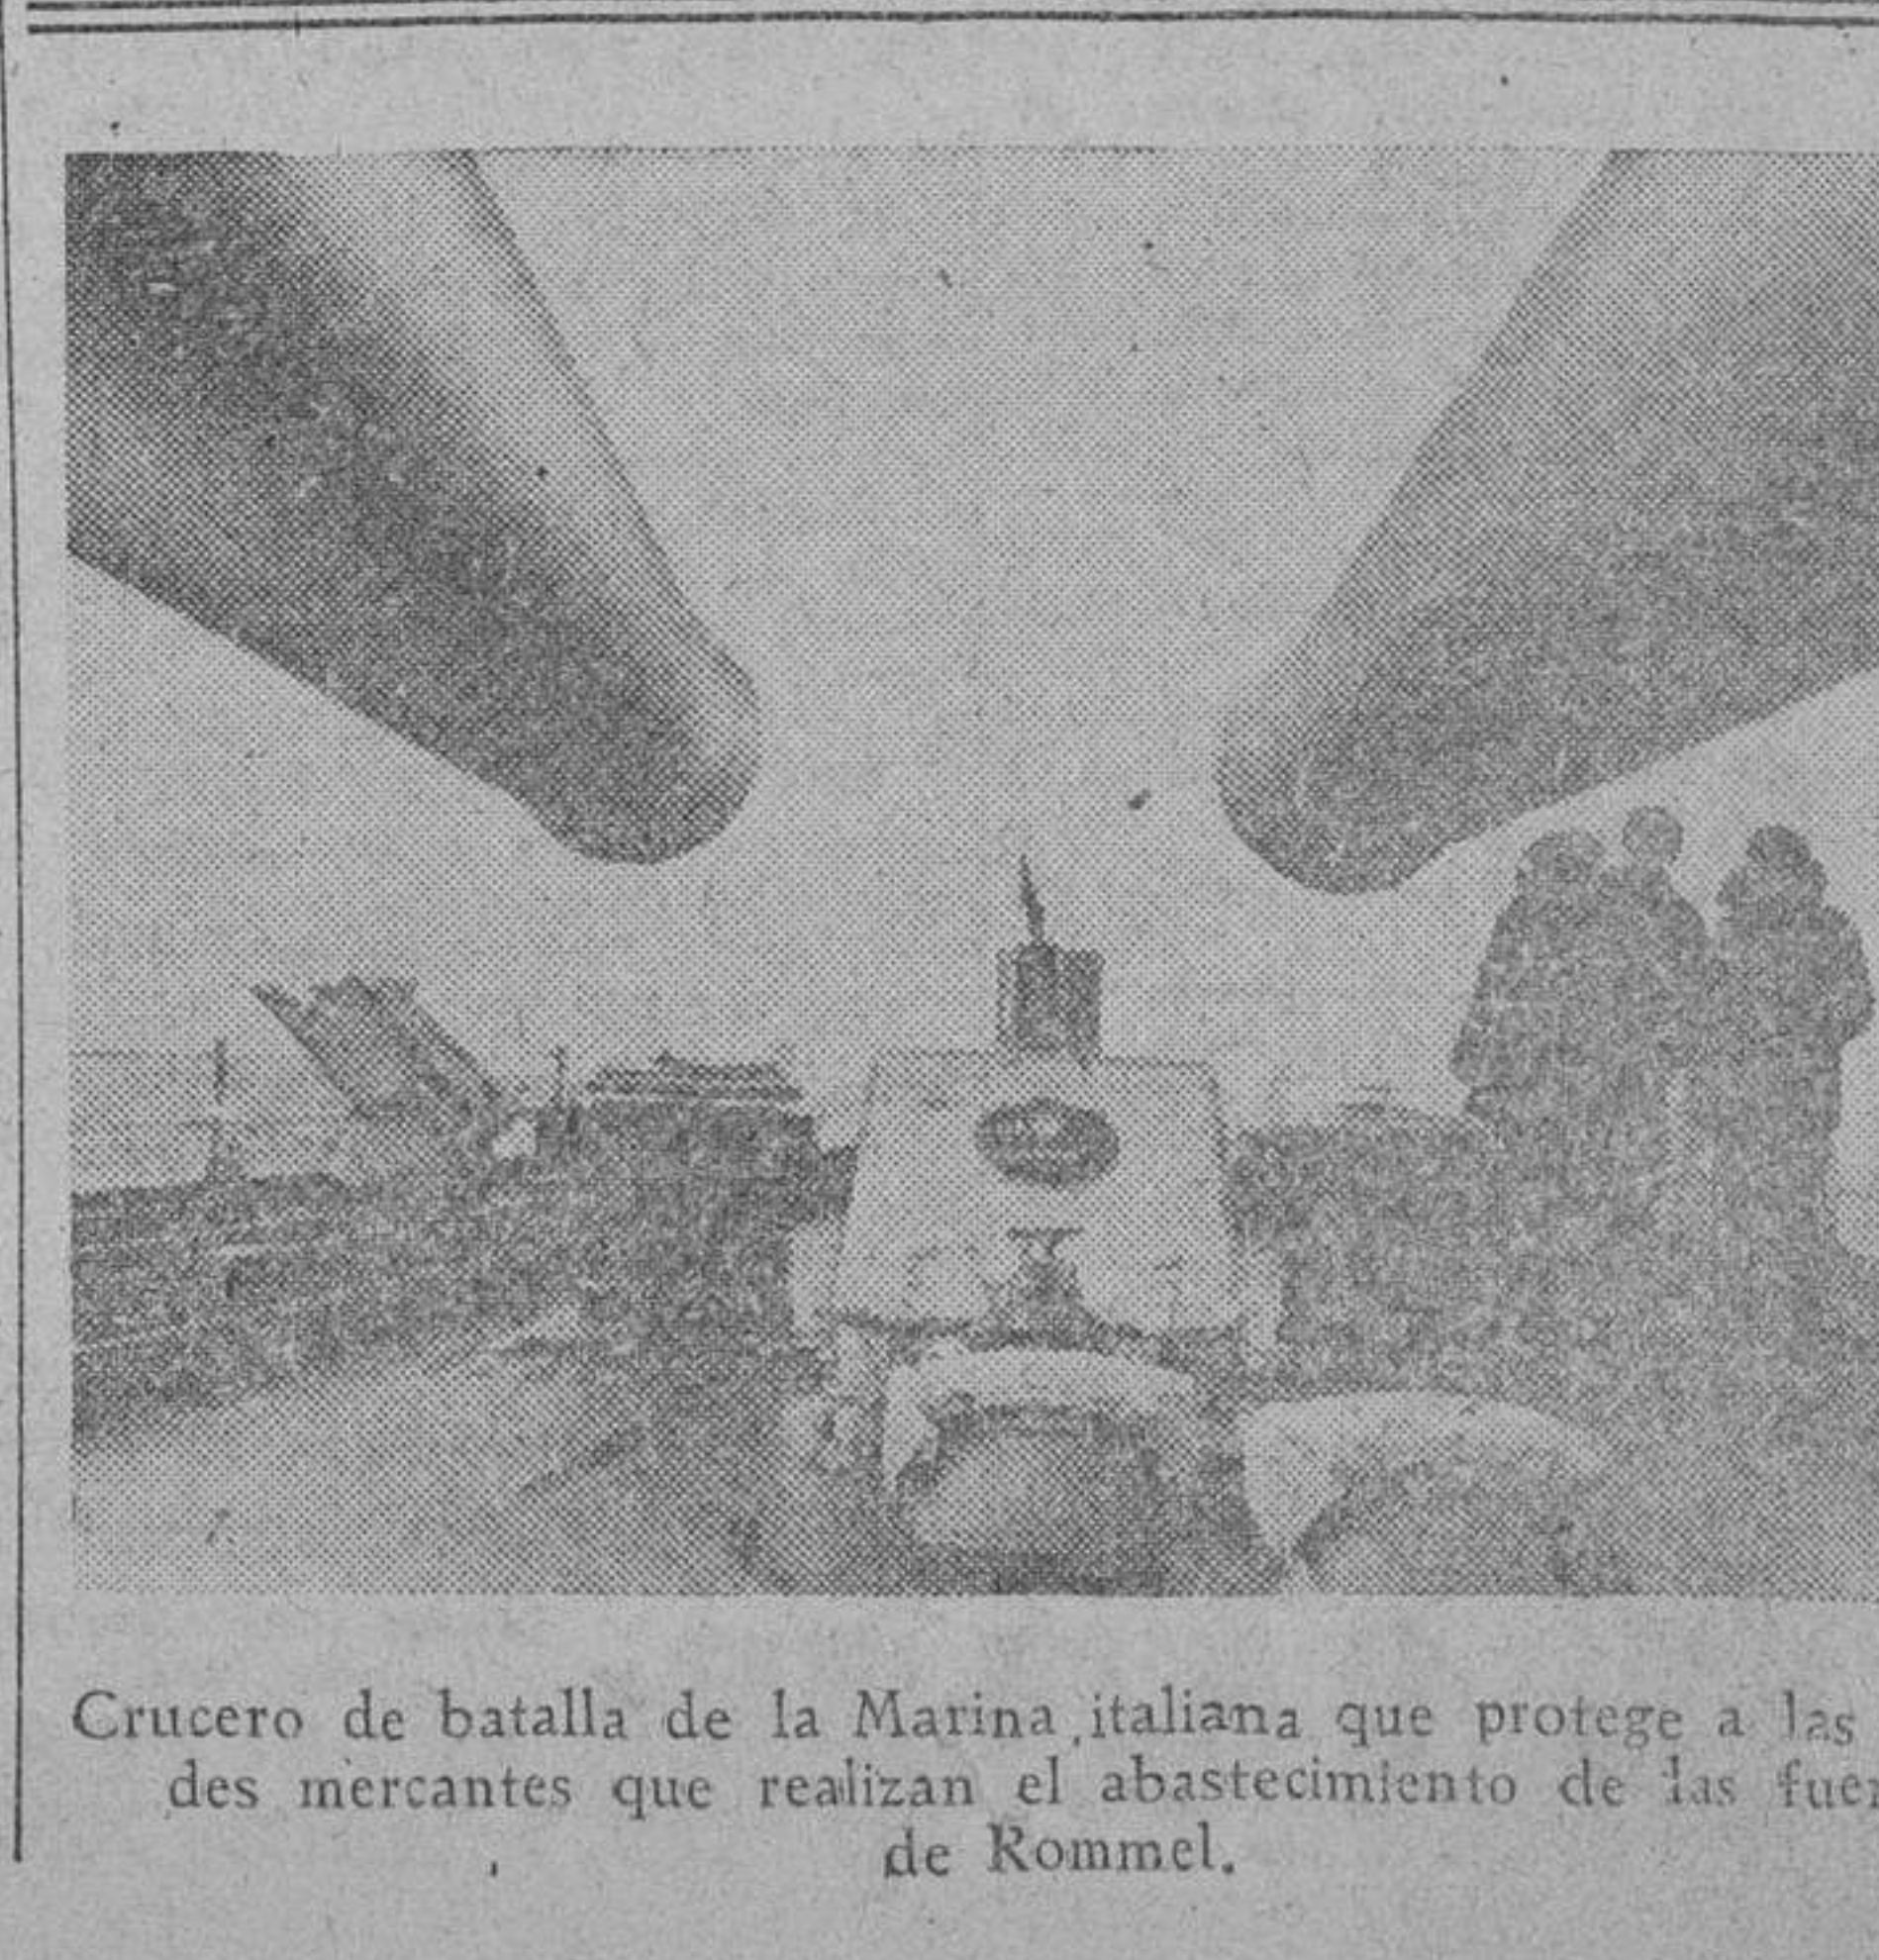 Crucero de batalla de la Marina italiana que protege a las
des mercantes que realizan el abastecimiento de las fuer
de Rommel.